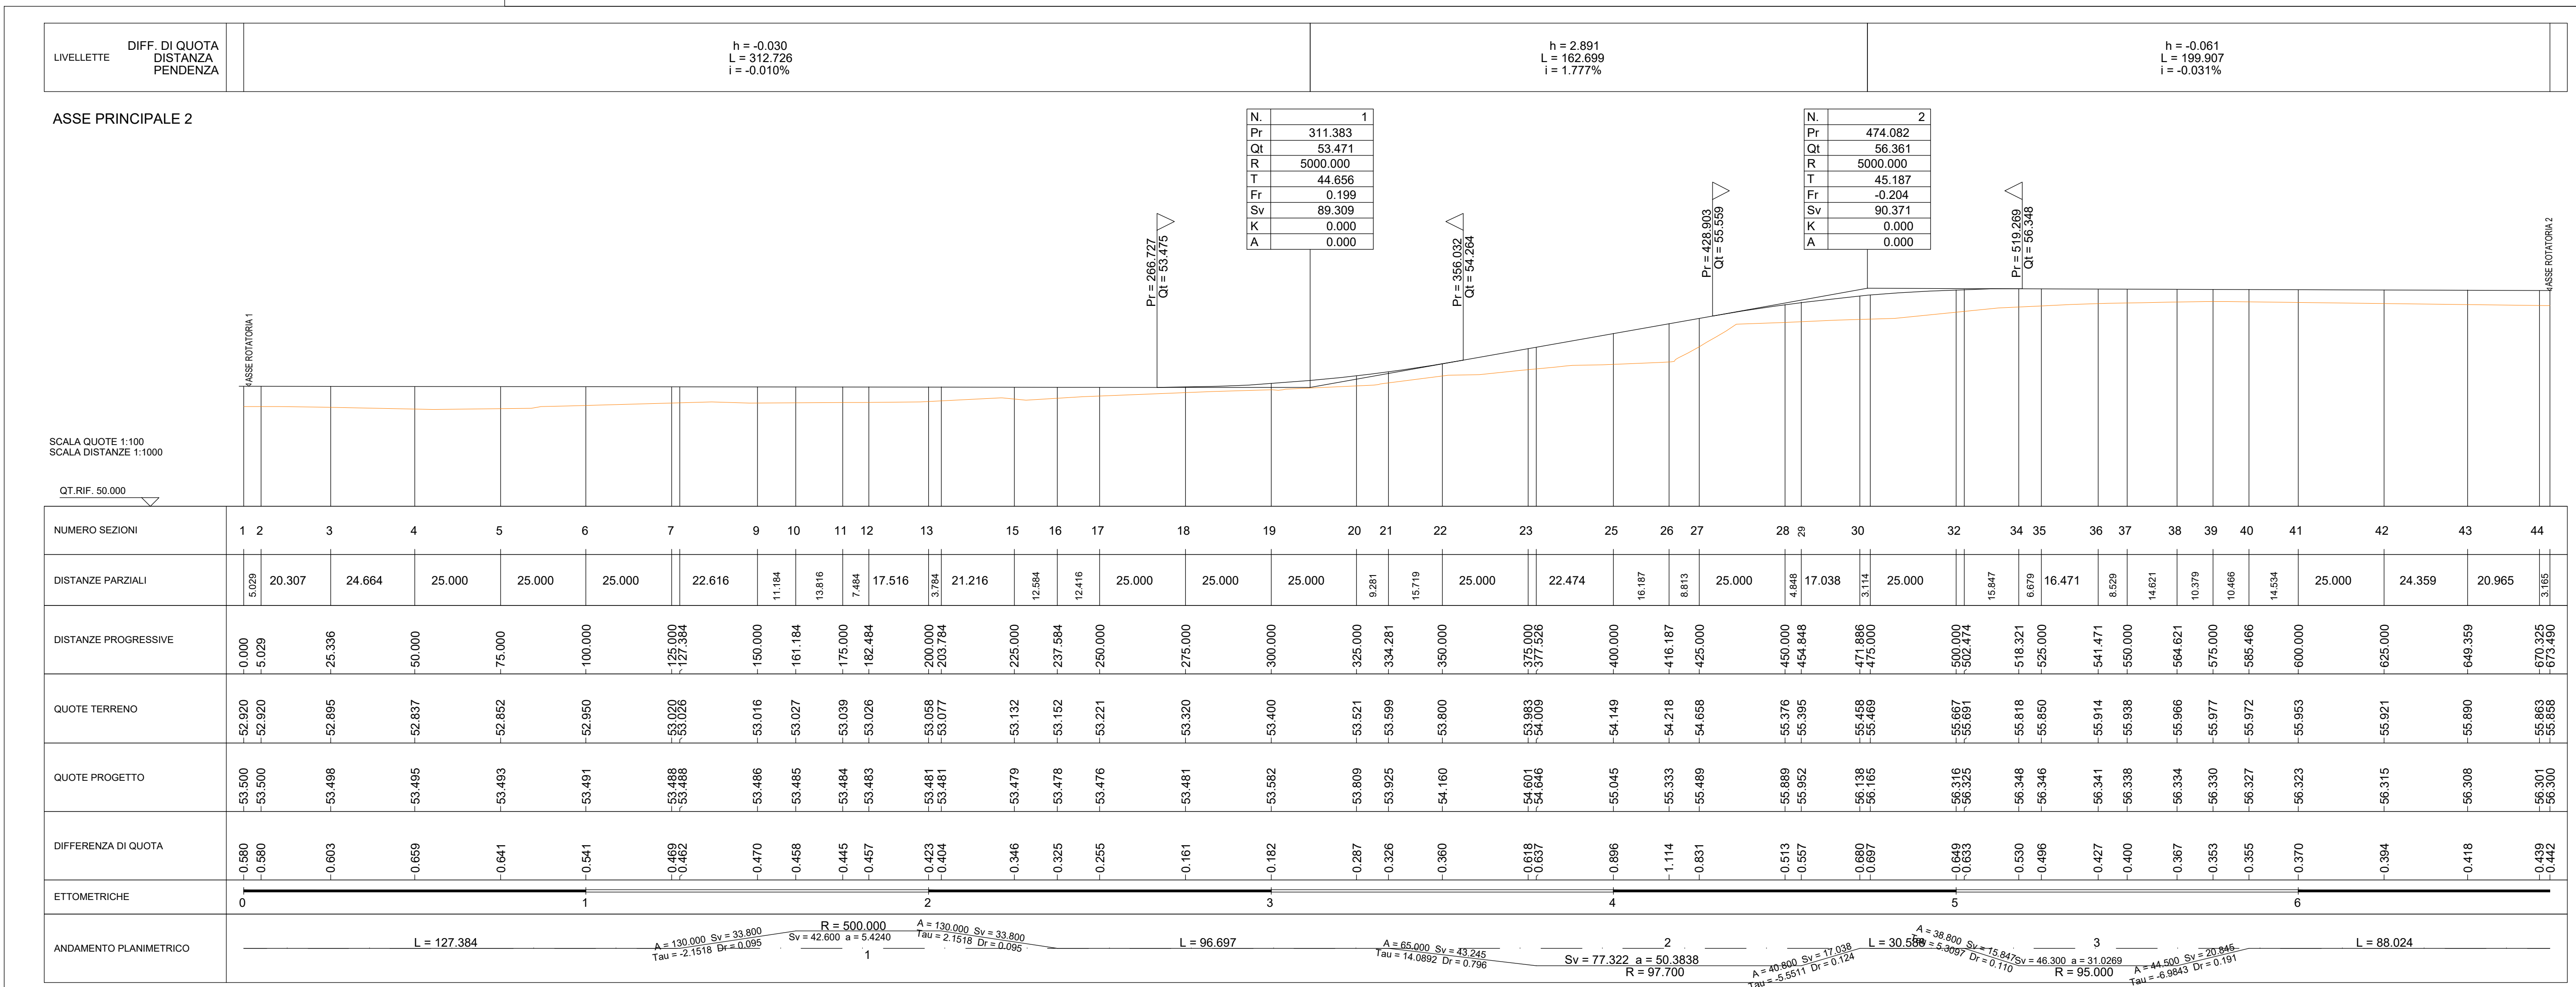 LIVELLETTE
DIFF. DI QUOTA
DISTANZA
PENDENZA
h = -0.030
L = 312.726
i = -0.010%
h = 2.891
L = 162.699
i = 1.777%
h = -0.061
L = 199.907
i = -0.031%
ASSE PRINCIPALE 2
N. 1
Pr 311.383
Qt 53.471
R 5000.000
T 44.656
Fr 0.199
Sv 89.309
K 0.000
A 0.000
N. 2
Pr 474.082
Qt 56.361
R 5000.000
T 45.187
Fr -0.204
Sv 90.371
K 0.000
A 0.000
ASSE ROTATORIA 1
Pr = 266.727
Qt = 53.475
Pr = 356.032
Qt = 54.264
Pr = 428.903
Qt = 55.559
Pr = 519.269
Qt = 56.348
ASSE ROTATORIA 2
SCALA QUOTE 1:100
SCALA DISTANZE 1:1000
QT.RIF. 50.000
NUMERO SEZIONI 1 2 3 4 5 6 7 9 10 11 12 13 15 16 17 18 19 20 21 22 23 25 26 27 28 29 30 32 34 35 36 37 38 39 40 41 42 43 44
DISTANZE PARZIALI 5.029 20.307 24.664 25.000 25.000 25.000 22.616 11.184 13.816 7.484 17.516 3.784 21.216 12.584 12.416 25.000 25.000 25.000 9.281 15.719 25.000 22.474 16.187 8.813 25.000 4.848 17.038 3.114 25.000 15.847 6.679 16.471 8.529 14.621 10.379 10.466 14.534 25.000 24.359 20.965 3.165
DISTANZE PROGRESSIVE 0.000 5.029 25.336 50.000 75.000 100.000 125.000 127.384 150.000 161.184 175.000 182.484 200.000 203.784 225.000 237.584 250.000 275.000 300.000 325.000 334.281 350.000 375.000 377.526 400.000 416.187 425.000 450.000 454.848 471.886 475.000 500.000 502.474 518.321 525.000 541.471 550.000 564.621 575.000 585.466 600.000 625.000 649.359 670.325 673.490
QUOTE TERRENO 52.920 52.920 52.895 52.837 52.852 52.950 53.020 53.026 53.016 53.027 53.039 53.026 53.058 53.077 53.132 53.152 53.221 53.320 53.400 53.521 53.599 53.800 53.983 54.009 54.149 54.218 54.658 55.376 55.395 55.458 55.469 55.667 55.691 55.818 55.850 55.914 55.938 55.966 55.977 55.972 55.953 55.921 55.890 55.863 55.858
QUOTE PROGETTO 53.500 53.500 53.498 53.495 53.493 53.491 53.488 53.488 53.486 53.485 53.484 53.483 53.481 53.481 53.479 53.478 53.476 53.481 53.582 53.809 53.925 54.160 54.601 54.646 55.045 55.333 55.489 55.889 55.952 56.138 56.165 56.316 56.325 56.348 56.346 56.341 56.338 56.334 56.330 56.327 56.323 56.315 56.308 56.301 56.300
DIFFERENZA DI QUOTA 0.580 0.580 0.603 0.659 0.641 0.541 0.469 0.462 0.470 0.458 0.445 0.457 0.423 0.404 0.346 0.325 0.255 0.161 0.182 0.287 0.326 0.360 0.618 0.637 0.896 1.114 0.831 0.513 0.557 0.680 0.697 0.649 0.633 0.530 0.496 0.427 0.400 0.367 0.353 0.355 0.370 0.394 0.418 0.439 0.442
ETTOMETRICHE 0 1 2 3 4 5 6
ANDAMENTO PLANIMETRICO
L = 127.384
A = 130.000 Sv = 33.800
Tau = -2.1518 Dr = 0.095
R = 500.000
Sv = 42.600 a = 5.4240
1
A = 130.000 Sv = 33.800
Tau = 2.1518 Dr = 0.095
L = 96.697
A = 65.000 Sv = 43.245
Tau = 14.0892 Dr = 0.796
2
Sv = 77.322 a = 50.3838
R = 97.700
A = 40.800 Sv = 17.038
Tau = -5.5511 Dr = 0.124
L = 30.588
A = 38.800 Sv = 15.847
Tau = 5.3097 Dr = 0.110
3
Sv = 46.300 a = 31.0269
R = 95.000
A = 44.500 Sv = 20.845
Tau = -6.9843 Dr = 0.191
L = 88.024